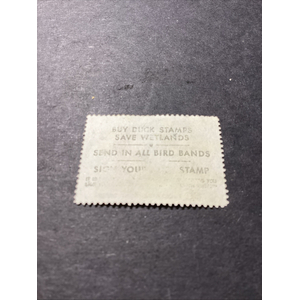 BUY DUCK STAMPS
SAVE WETLANDS
SEND IN ALL BIRD BANDS
SIGN YOUR STAMP